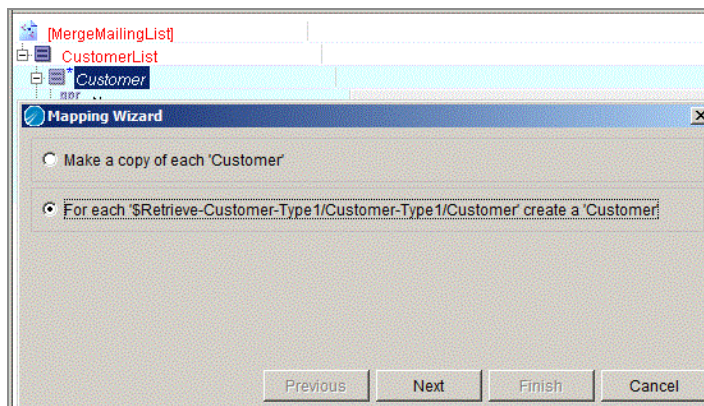 [MergeMailingList]
CustomerList
* Customer
Mapping Wizard
Make a copy of each 'Customer'
For each '$Retrieve-Customer-Type1/Customer-Type1/Customer' create a 'Customer'
Previous Next Finish Cancel